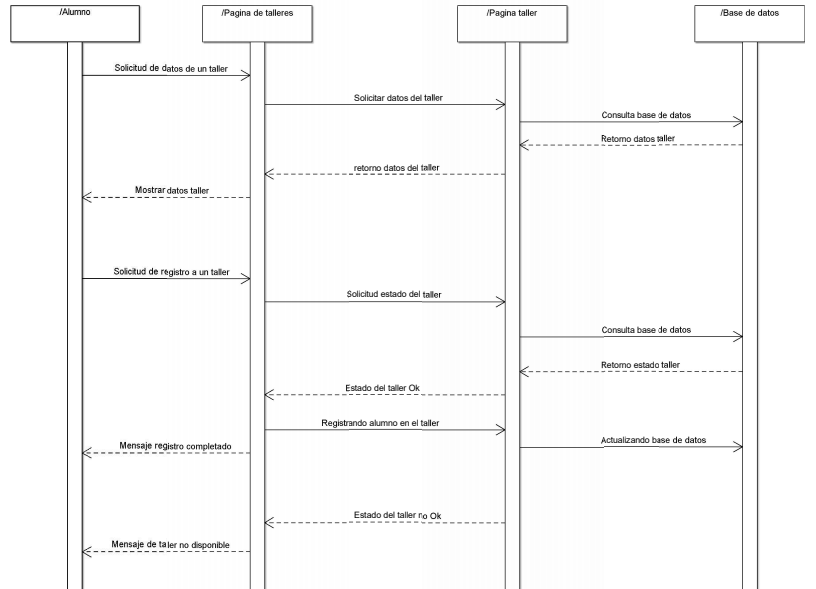 /Alumno
/Pagina de talleres
/Pagina taller
/Base de datos
Solicitud de datos de un taller
Solicitar datos del taller
Consulta base de datos
Retorno datos taller
retorno datos del taller
Mostrar datos taller
Solicitud de registro a un taller
Solicitud estado del taller
Consulta base de datos
Retorno estado taller
Estado del taller Ok
Registrando alumno en el taller
Actualizando base de datos
Mensaje registro completado
Estado del taller no Ok
Mensaje de taler no disponible